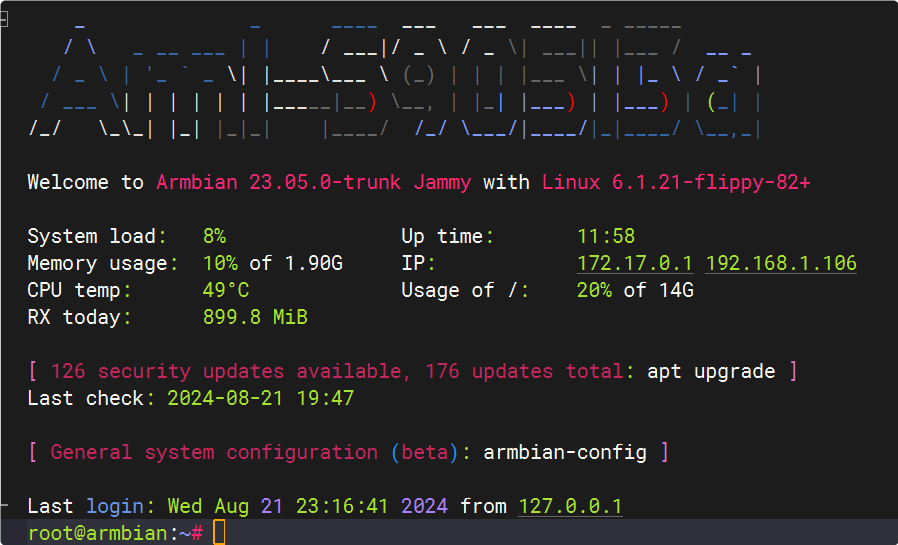 Aml-S905l3a
Welcome to Armbian 23.05.0-trunk Jammy with Linux 6.1.21-flippy-82+
System load: 8% Up time: 11:58
Memory usage: 10% of 1.90G IP: 172.17.0.1 192.168.1.106
CPU temp: 49°C Usage of /: 20% of 14G
RX today: 899.8 MiB
[ 126 security updates available, 176 updates total: apt upgrade ]
Last check: 2024-08-21 19:47
[ General system configuration (beta): armbian-config ]
Last login: Wed Aug 21 23:16:41 2024 from 127.0.0.1
root@armbian:~#